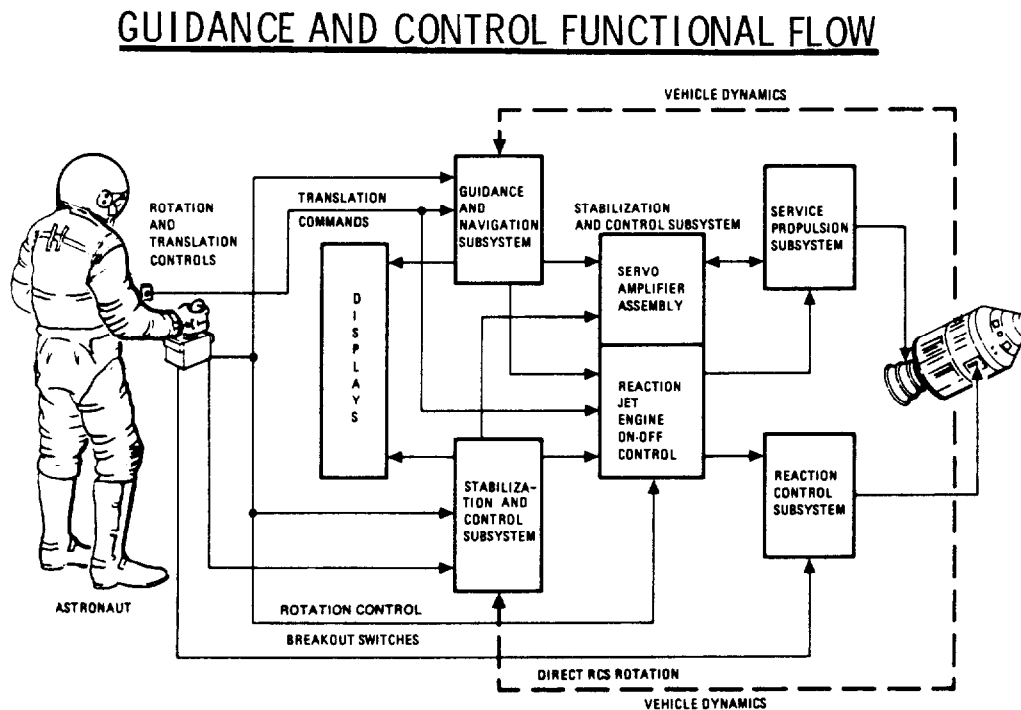 GUIDANCE AND CONTROL FUNCTIONAL FLOW
VEHICLE DYNAMICS
ROTATION
AND
TRANSLATION
CONTROLS
TRANSLATION
COMMANDS
GUIDANCE
AND
NAVIGATION
SUBSYSTEM
STABILIZATION
AND CONTROL SUBSYSTEM
SERVICE
PROPULSION
SUBSYSTEM
DISPLAYS
SERVO
AMPLIFIER
ASSEMBLY
REACTION
JET
ENGINE
ON-OFF
CONTROL
STABILIZA-
TION AND
CONTROL
SUBSYSTEM
REACTION
CONTROL
SUBSYSTEM
ASTRONAUT
ROTATION CONTROL
BREAKOUT SWITCHES
DIRECT RCS ROTATION
VEHICLE DYNAMICS